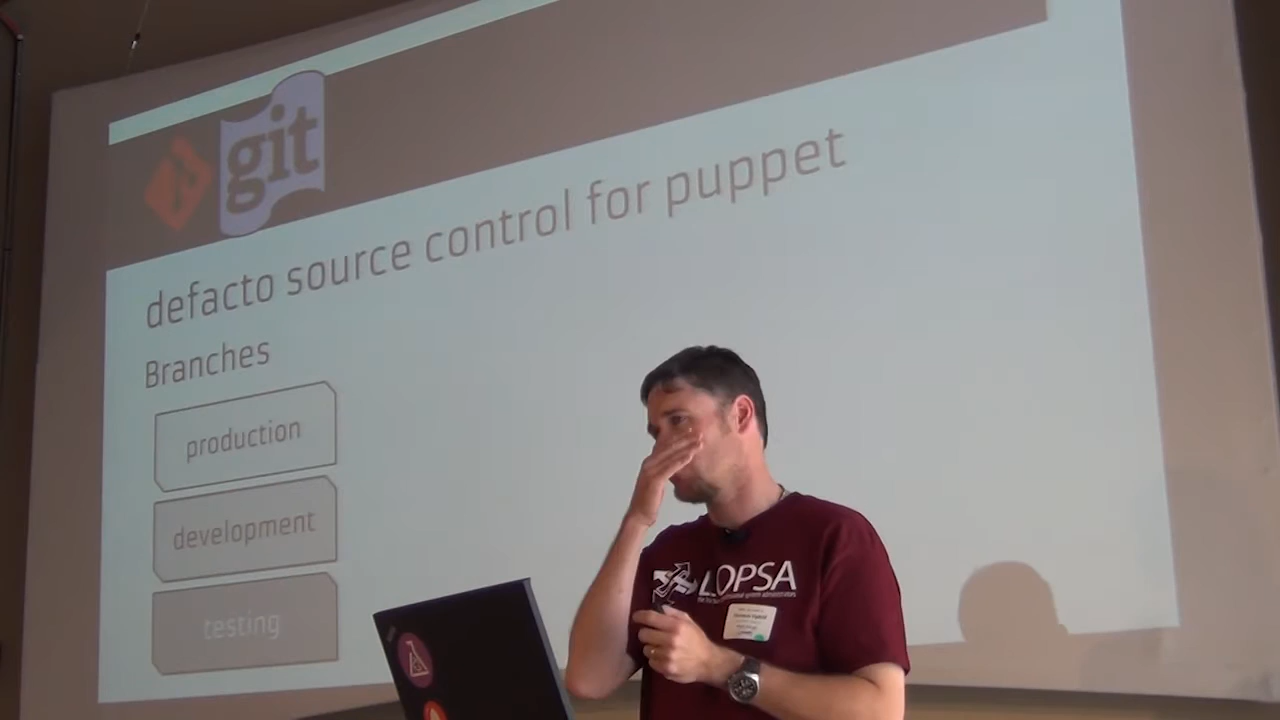 git
defacto source control for puppet
Branches
production
development
testing
LOPSA